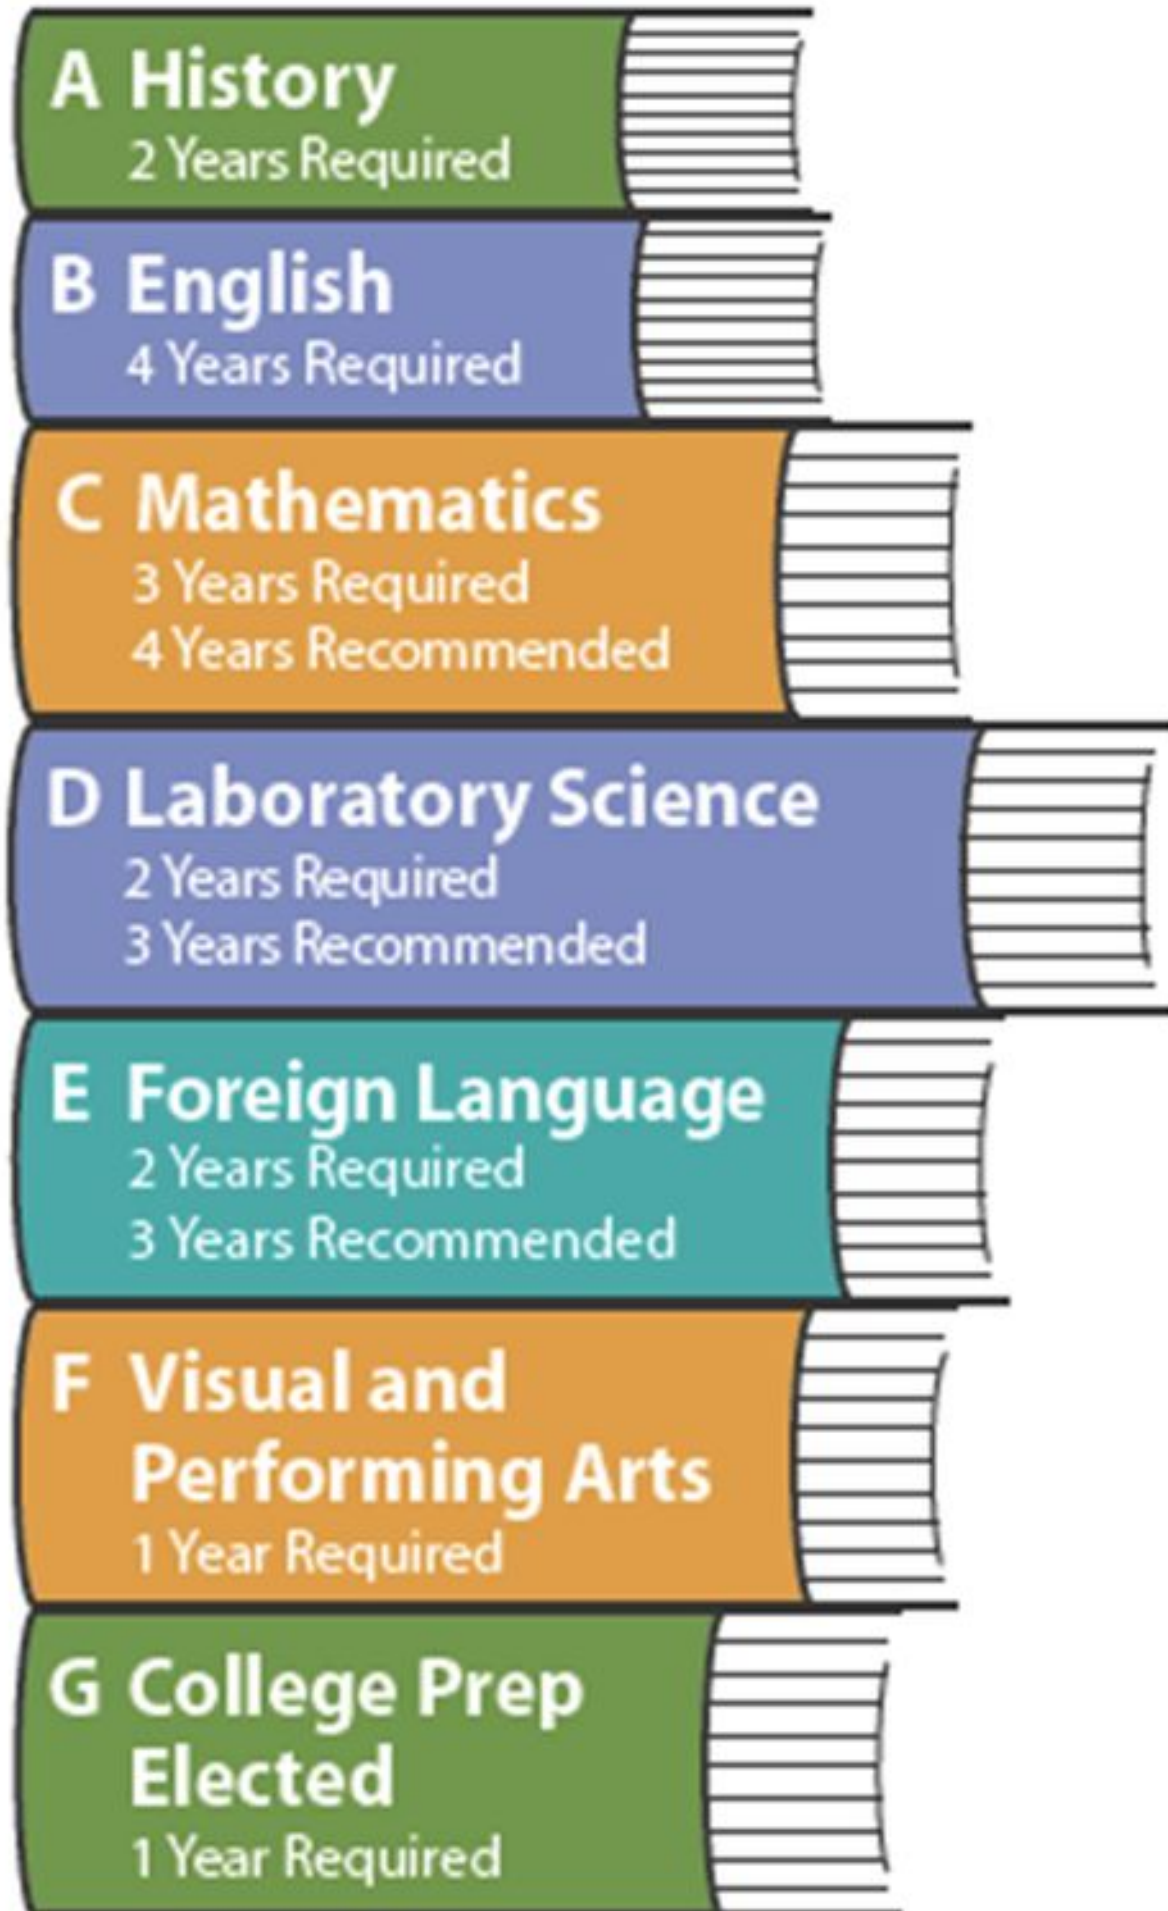 A History
2 Years Required
B English
4 Years Required
C Mathematics
3 Years Required
4 Years Recommended
D Laboratory Science
2 Years Required
3 Years Recommended
E Foreign Language
2 Years Required
3 Years Recommended
F Visual and
Performing Arts
1 Year Required
G College Prep
Elected
1 Year Required